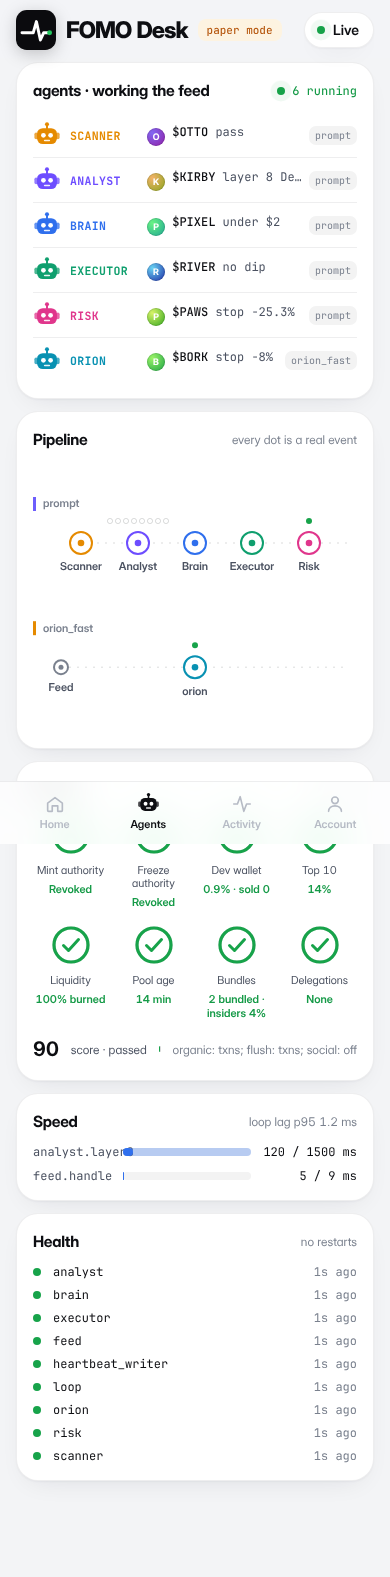 FOMO Desk paper mode Live
agents · working the feed 6 running
SCANNER O $OTTO pass prompt
ANALYST K $KIRBY layer 8 De… prompt
BRAIN P $PIXEL under $2 prompt
EXECUTOR R $RIVER no dip prompt
RISK P $PAWS stop -25.3% prompt
ORION B $BORK stop -8% orion_fast
Pipeline every dot is a real event
prompt
Scanner Analyst Brain Executor Risk
orion_fast
Feed orion
Home Agents Activity Account
Mint authority Freeze authority Dev wallet Top 10
Revoked Revoked 0.9% · sold 0 14%
Liquidity Pool age Bundles Delegations
100% burned 14 min 2 bundled · insiders 4% None
90 score · passed organic: txns; flush: txns; social: off
Speed loop lag p95 1.2 ms
analyst.layer 120 / 1500 ms
feed.handle 5 / 9 ms
Health no restarts
analyst 1s ago
brain 1s ago
executor 1s ago
feed 1s ago
heartbeat_writer 1s ago
loop 1s ago
orion 1s ago
risk 1s ago
scanner 1s ago